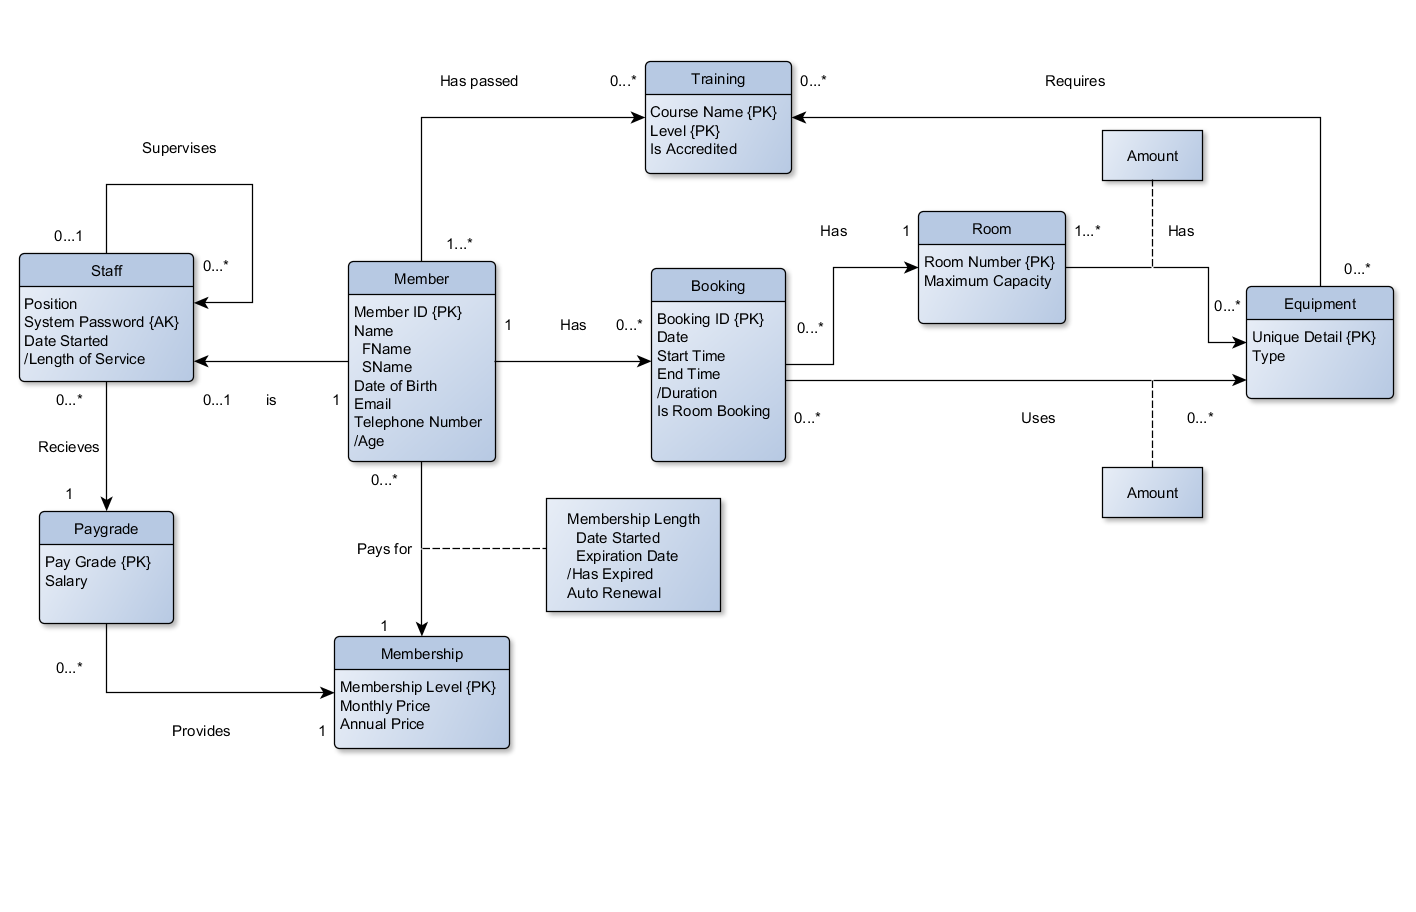 Has passed
0...*
Training
0...*
Requires
Course Name {PK}
Level {PK}
Is Accredited
Amount
Supervises
0...1
0...*
Staff
Position
System Password {AK}
Date Started
/Length of Service
1...*
Member
Member ID {PK}
Name
FName
SName
Date of Birth
Email
Telephone Number
/Age
1
Has
0...*
Booking
Booking ID {PK}
Date
Start Time
End Time
/Duration
Is Room Booking
Has
1
Room
1...*
Has
Room Number {PK}
Maximum Capacity
0...*
0...*
0...*
Equipment
Unique Detail {PK}
Type
0...*
0...1
is
1
0...*
Uses
0...*
Recieves
1
0...*
Amount
Paygrade
Pay Grade {PK}
Salary
Pays for
Membership Length
Date Started
Expiration Date
/Has Expired
Auto Renewal
1
Membership
Membership Level {PK}
Monthly Price
Annual Price
0...*
Provides
1